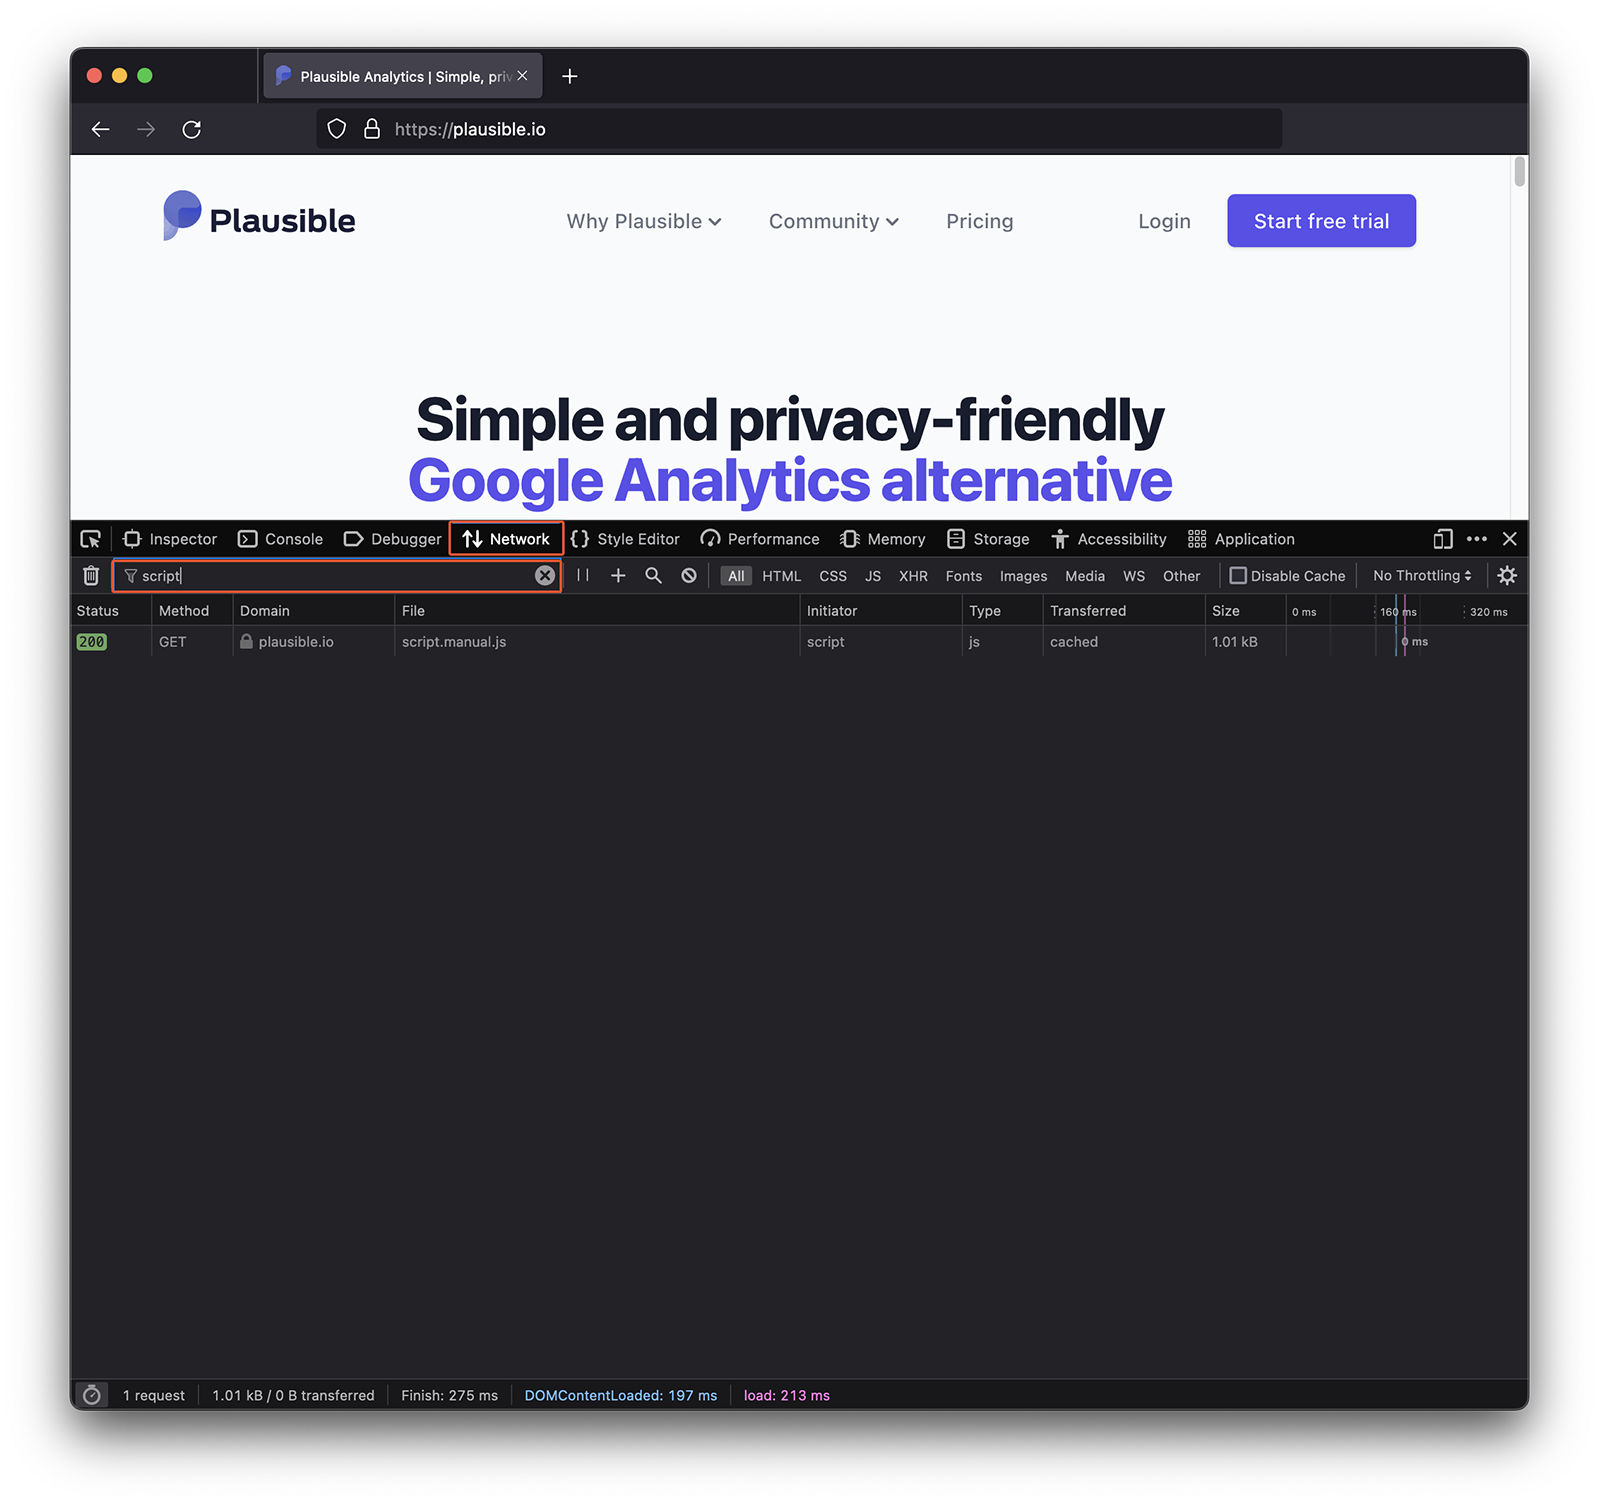 Plausible Analytics | Simple, priv
https://plausible.io
Plausible
Why Plausible Community Pricing Login Start free trial
Simple and privacy-friendly
Google Analytics alternative
Inspector Console Debugger Network Style Editor Performance Memory Storage Accessibility Application
script All HTML CSS JS XHR Fonts Images Media WS Other Disable Cache No Throttling
Status Method Domain File Initiator Type Transferred Size 0 ms 160 ms 320 ms
200 GET plausible.io script.manual.js script js cached 1.01 kB 0 ms
1 request 1.01 kB / 0 B transferred Finish: 275 ms DOMContentLoaded: 197 ms load: 213 ms